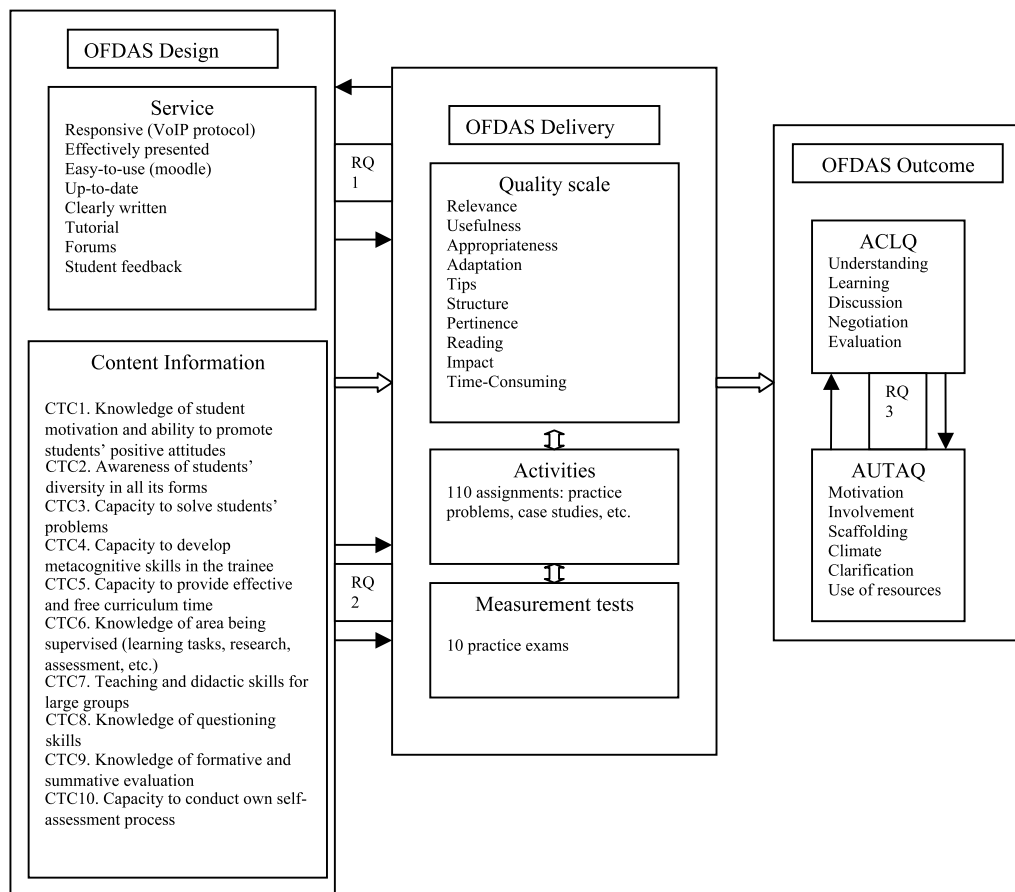 OFDAS Design
Service
Responsive (VoIP protocol)
Effectively presented
Easy-to-use (moodle)
Up-to-date
Clearly written
Tutorial
Forums
Student feedback
Content Information
CTC1. Knowledge of student
motivation and ability to promote
students’ positive attitudes
CTC2. Awareness of students’
diversity in all its forms
CTC3. Capacity to solve students’
problems
CTC4. Capacity to develop
metacognitive skills in the trainee
CTC5. Capacity to provide effective
and free curriculum time
CTC6. Knowledge of area being
supervised (learning tasks, research,
assessment, etc.)
CTC7. Teaching and didactic skills for
large groups
CTC8. Knowledge of questioning
skills
CTC9. Knowledge of formative and
summative evaluation
CTC10. Capacity to conduct own self-
assessment process
RQ
1
RQ
2
OFDAS Delivery
Quality scale
Relevance
Usefulness
Appropriateness
Adaptation
Tips
Structure
Pertinence
Reading
Impact
Time-Consuming
Activities
110 assignments: practice
problems, case studies, etc.
Measurement tests
10 practice exams
OFDAS Outcome
ACLQ
Understanding
Learning
Discussion
Negotiation
Evaluation
RQ
3
AUTAQ
Motivation
Involvement
Scaffolding
Climate
Clarification
Use of resources